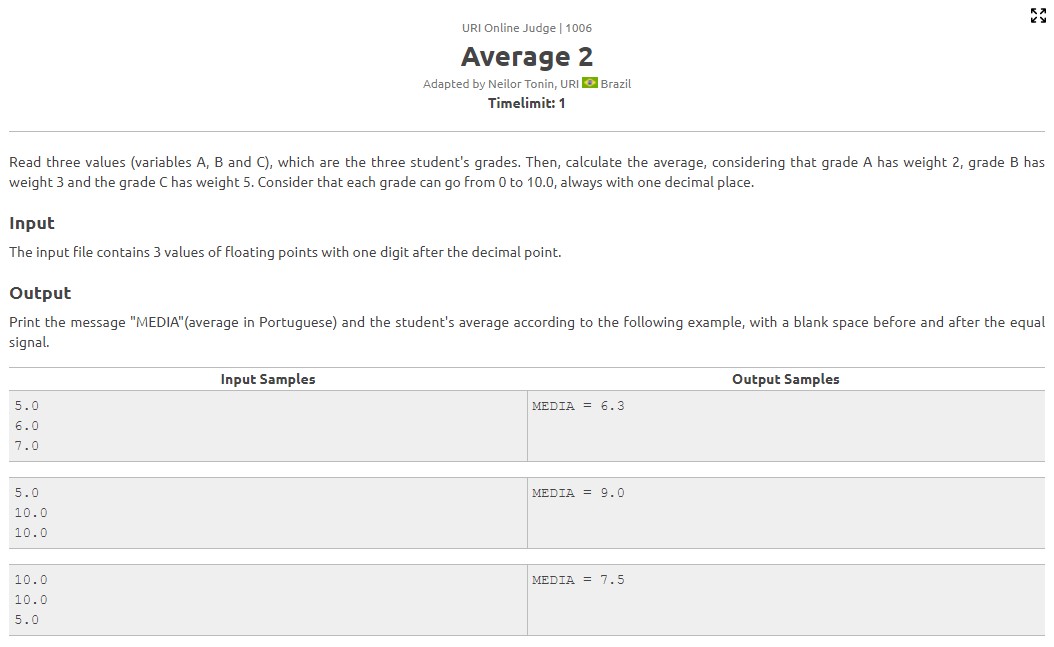 URI Online Judge | 1006
Average 2
Adapted by Neilor Tonin, URI Brazil
Timelimit: 1
Read three values (variables A, B and C), which are the three student's grades. Then, calculate the average, considering that grade A has weight 2, grade B has
weight 3 and the grade C has weight 5. Consider that each grade can go from 0 to 10.0, always with one decimal place.
Input
The input file contains 3 values of floating points with one digit after the decimal point.
Output
Print the message "MEDIA"(average in Portuguese) and the student's average according to the following example, with a blank space before and after the equal
signal.
Input Samples Output Samples
5.0 MEDIA = 6.3
6.0
7.0
5.0 MEDIA = 9.0
10.0
10.0
10.0 MEDIA = 7.5
10.0
5.0